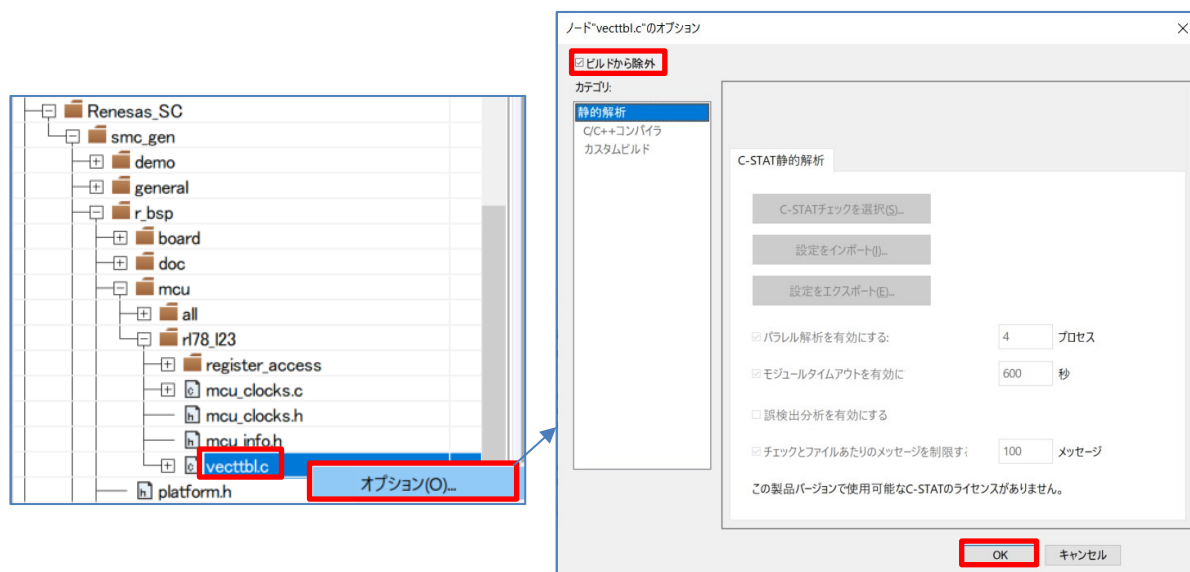 Renesas_SC
smc_gen
demo
general
r_bsp
board
doc
mcu
all
rl78_l23
register_access
mcu_clocks.c
mcu_clocks.h
mcu_info.h
vecttbl.c
オプション(O)...
platform.h
ノード"vecttbl.c"のオプション
ビルドから除外
カテゴリ:
静的解析
C/C++コンパイラ
カスタムビルド
C-STAT静的解析
C-STATチェックを選択(S)...
設定をインポート(I)...
設定をエクスポート(E)...
パラレル解析を有効にする: 4 プロセス
モジュールタイムアウトを有効に 600 秒
誤検出分析を有効にする
チェックとファイルあたりのメッセージを制限す: 100 メッセージ
この製品バージョンで使用可能なC-STATのライセンスがありません。
OK キャンセル